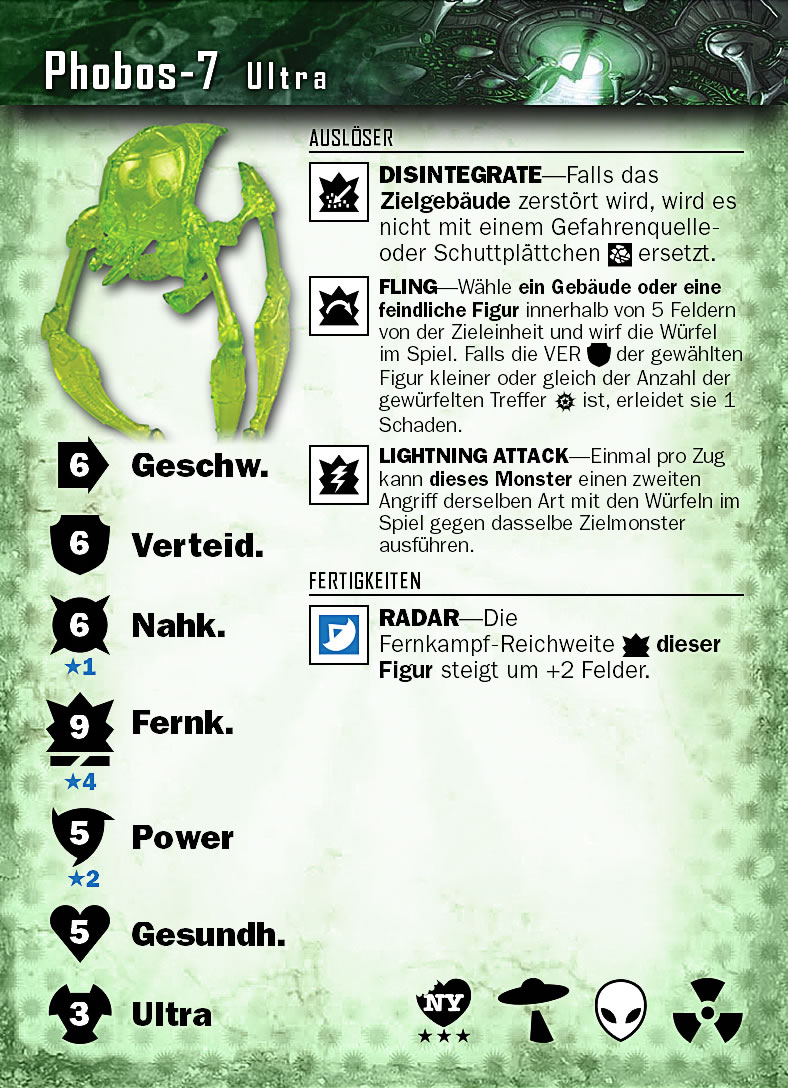 Phobos-7 Ultra
AUSLÖSER
DISINTEGRATE—Falls das
Zielgebäude zerstört wird, wird es
nicht mit einem Gefahrenquelle-
oder Schuttplättchen ersetzt.
FLING—Wähle ein Gebäude oder eine
feindliche Figur innerhalb von 5 Feldern
von der Zieleinheit und wirf die Würfel
im Spiel. Falls die VER der gewählten
Figur kleiner oder gleich der Anzahl der
gewürfelten Treffer ist, erleidet sie 1
Schaden.
LIGHTNING ATTACK—Einmal pro Zug
kann dieses Monster einen zweiten
Angriff derselben Art mit den Würfeln im
Spiel gegen dasselbe Zielmonster
ausführen.
FERTIGKEITEN
RADAR—Die
Fernkampf-Reichweite dieser
Figur steigt um +2 Felder.
6 Geschw.
6 Verteid.
6 Nahk.
★1
9 Fernk.
★4
5 Power
★2
5 Gesundh.
3 Ultra
NY
★★★